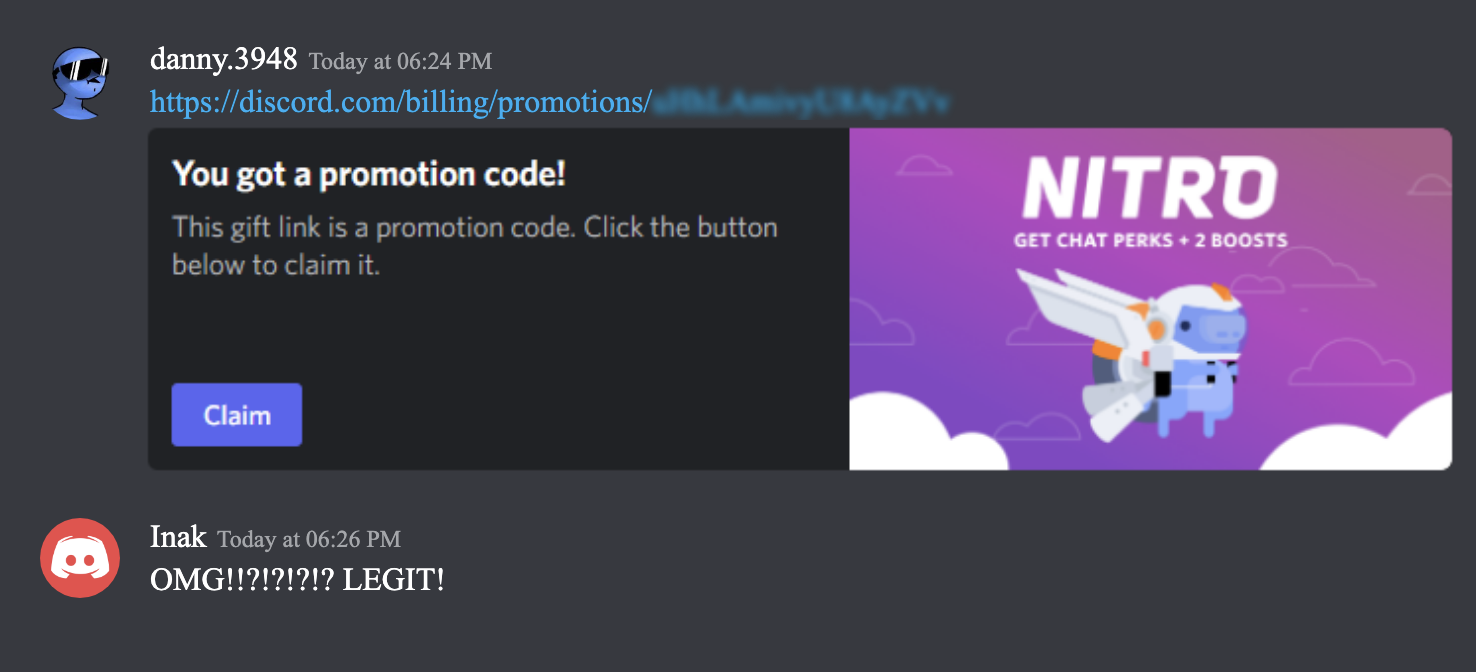 danny.3948 Today at 06:24 PM
https://discord.com/billing/promotions/
You got a promotion code!
This gift link is a promotion code. Click the button
below to claim it.
Claim
NITRO
GET CHAT PERKS + 2 BOOSTS
Inak Today at 06:26 PM
OMG!!?!?!?!? LEGIT!